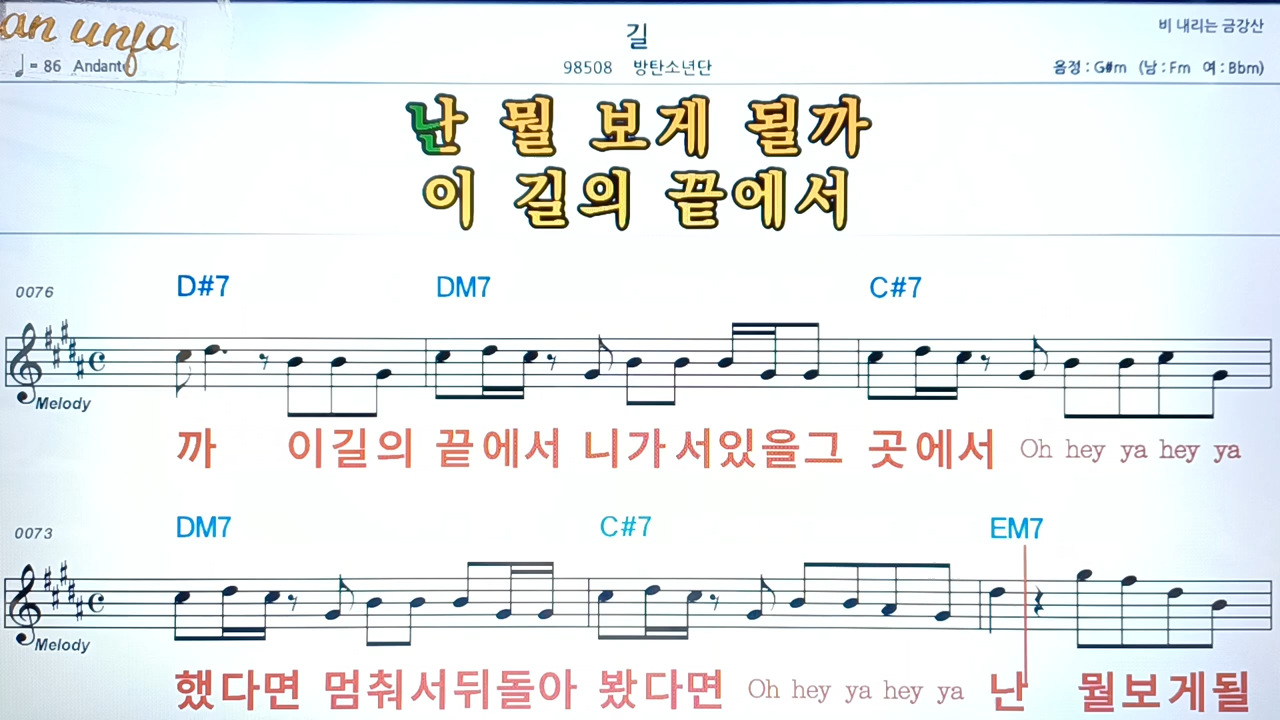 an unfa
비 내리는 금강산
길
♩= 86 Andante
98508 방탄소년단
음정 : G#m (남 : Fm 여 : Bbm)
난 뭘 보게 될까
이 길의 끝에서
0076
D#7 DM7 C#7
Melody
까 이길의 끝에서 니가서있을그 곳에서 Oh hey ya hey ya
0073
DM7 C#7 EM7
Melody
했다면 멈춰서뒤돌아 봤다면 Oh hey ya hey ya 난 뭘보게될